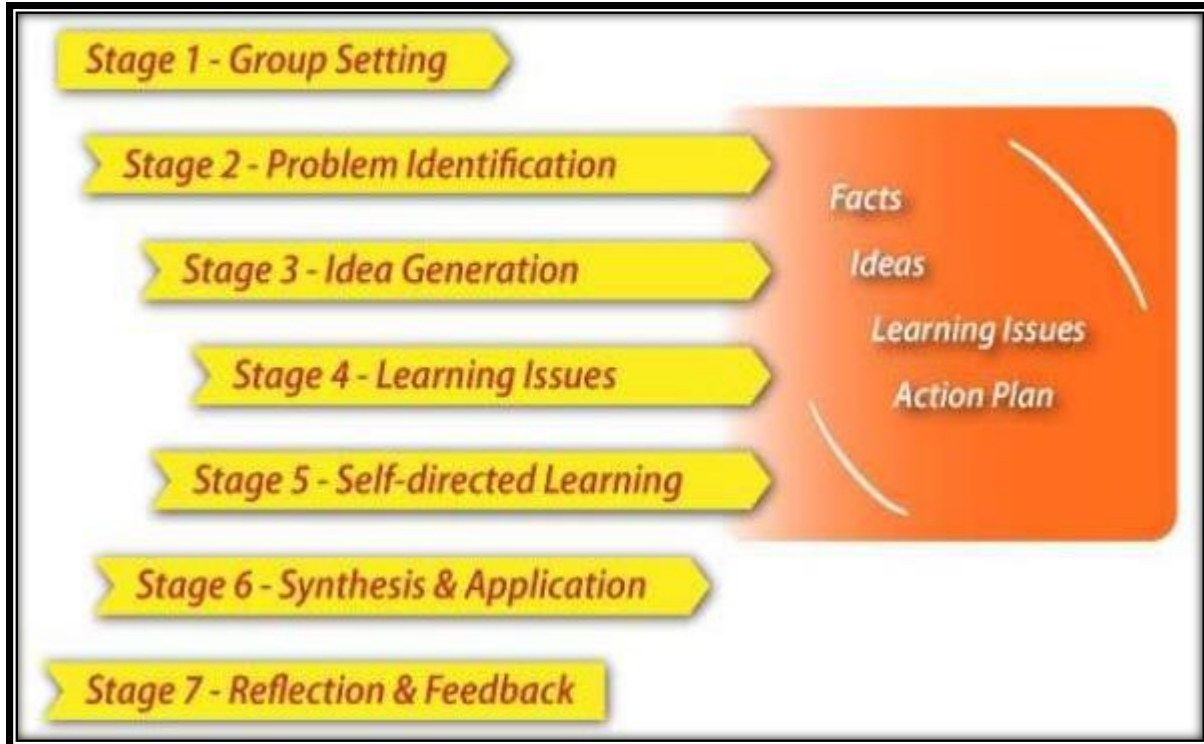 Stage 1 - Group Setting
Stage 2 - Problem Identification
Stage 3 - Idea Generation
Stage 4 - Learning Issues
Stage 5 - Self-directed Learning
Stage 6 - Synthesis & Application
Stage 7 - Reflection & Feedback
Facts
Ideas
Learning Issues
Action Plan